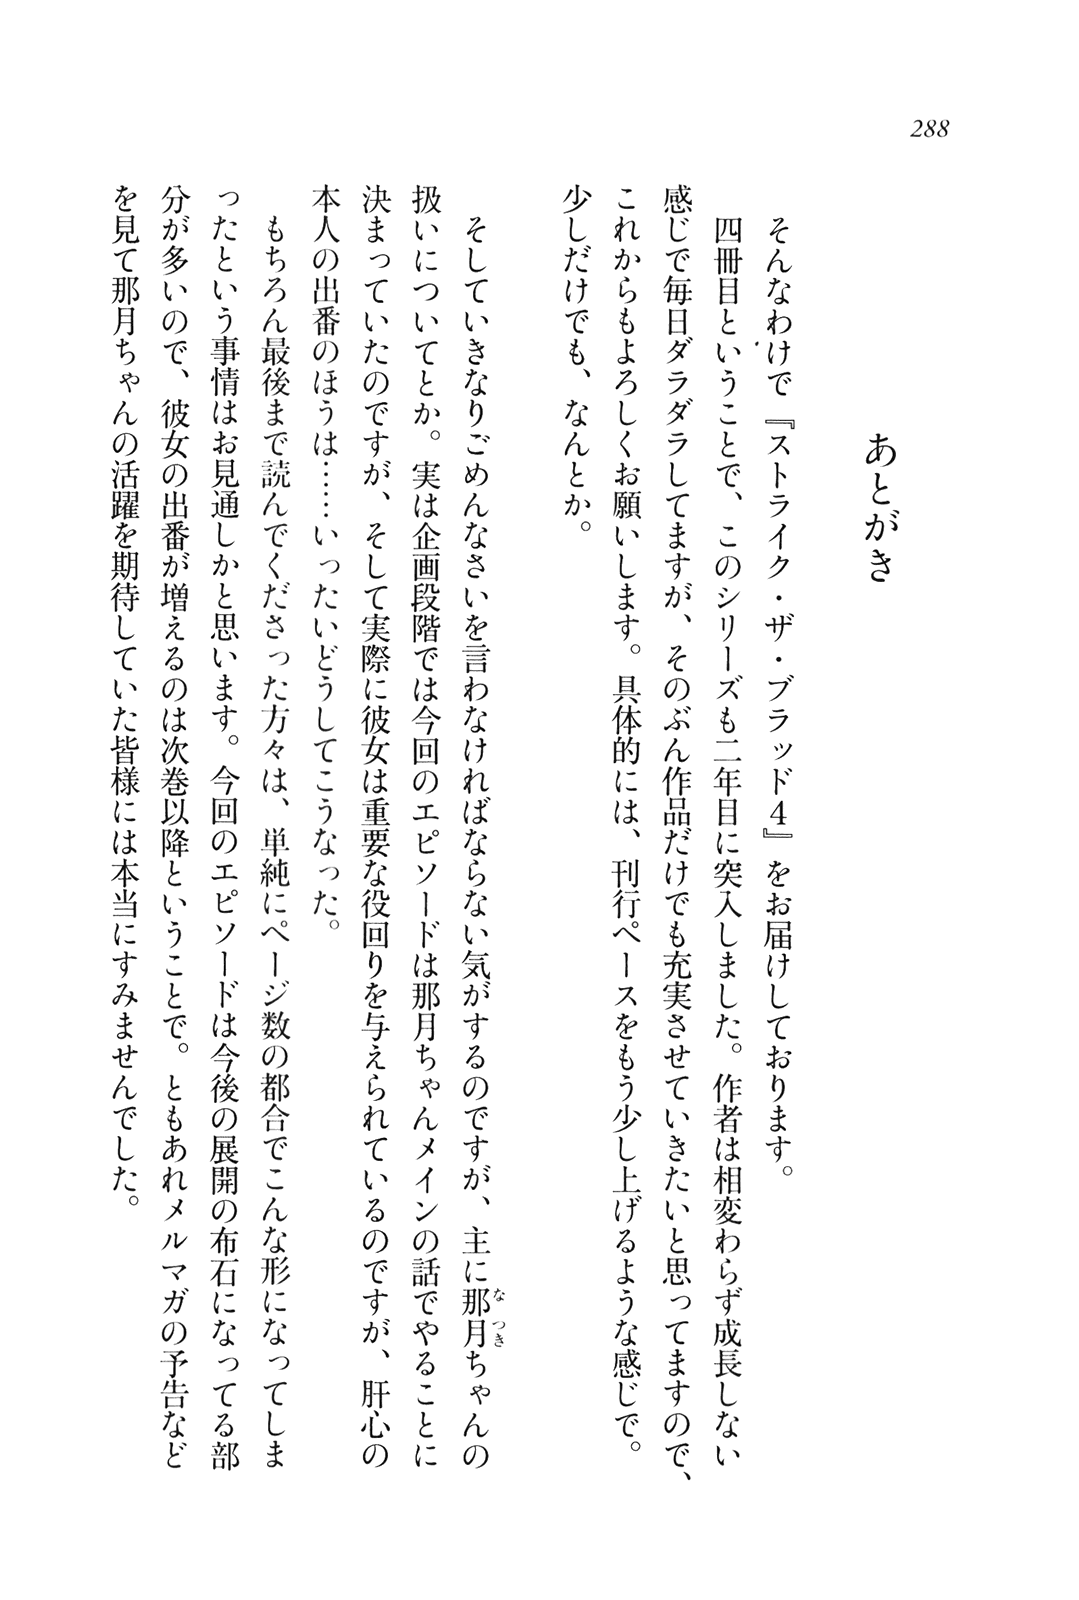 288
あとがき
そんなわけで『ストライク・ザ・ブラッド４』をお届けしております。
四冊目ということで、このシリーズも二年目に突入しました。作者は相変わらず成長しない
感じで毎日ダラダラしてますが、そのぶん作品だけでも充実させていきたいと思ってますので、
これからもよろしくお願いします。具体的には、刊行ペースをもう少し上げるような感じで。
少しだけでも、なんとか。
そしていきなりごめんなさいを言わなければならない気がするのですが、主に那月ちゃんの
なつき
扱いについてとか。実は企画段階では今回のエピソードは那月ちゃんメインの話でやることに
決まっていたのですが、そして実際に彼女は重要な役回りを与えられているのですが、肝心の
本人の出番のほうは……いったいどうしてこうなった。
もちろん最後まで読んでくださった方々は、単純にページ数の都合でこんな形になってしま
ったという事情はお見通しかと思います。今回のエピソードは今後の展開の布石になってる部
分が多いので、彼女の出番が増えるのは次巻以降ということで。ともあれメルマガの予告など
を見て那月ちゃんの活躍を期待していた皆様には本当にすみませんでした。